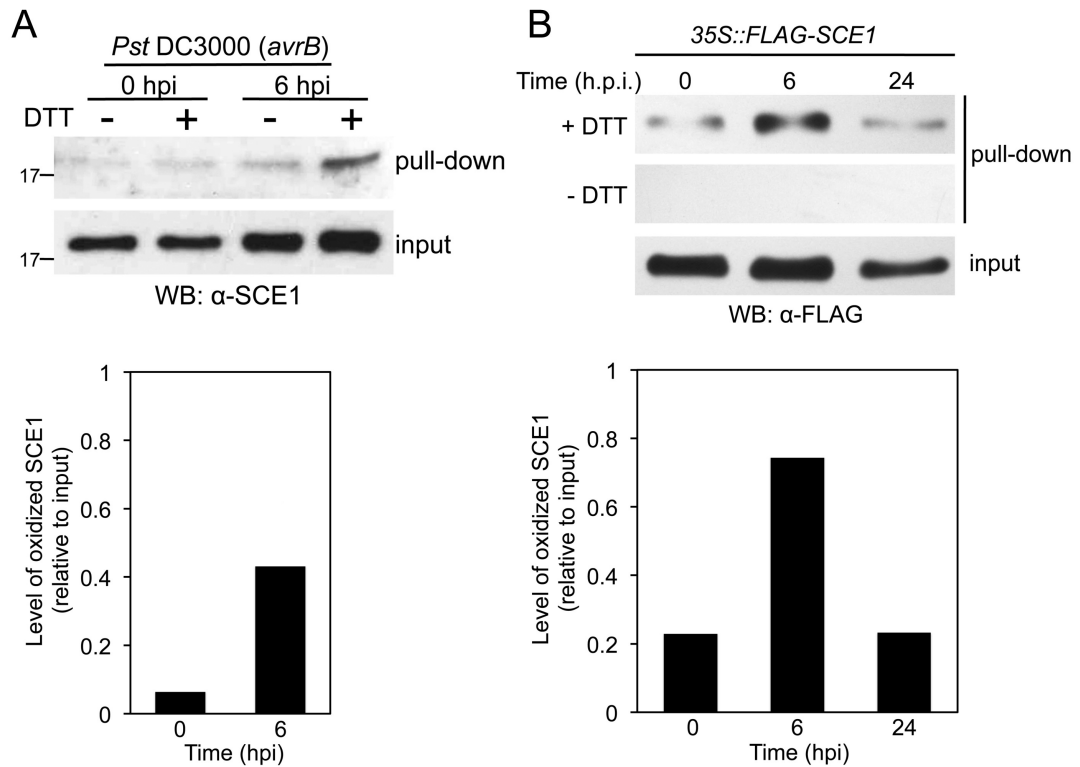 A
Pst DC3000 (avrB)
0 hpi 6 hpi
DTT - + - +
17 pull-down
17 input
WB: α-SCE1
Level of oxidized SCE1
(relative to input)
1
0.8
0.6
0.4
0.2
0
0 6
Time (hpi)
B
35S::FLAG-SCE1
Time (h.p.i.) 0 6 24
+ DTT
- DTT
pull-down
input
WB: α-FLAG
Level of oxidized SCE1
(relative to input)
1
0.8
0.6
0.4
0.2
0
0 6 24
Time (hpi)